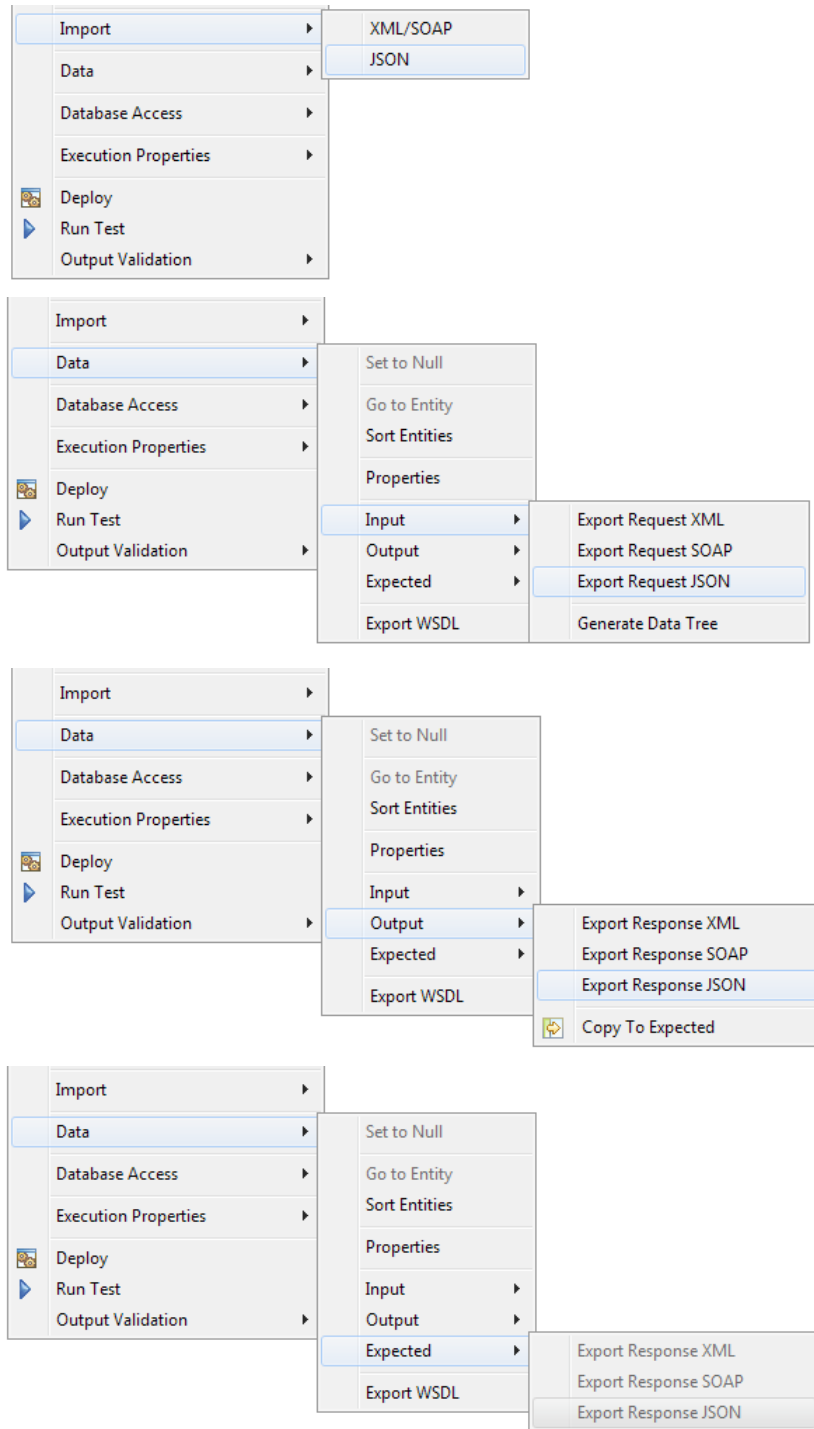 Import
XML/SOAP
JSON
Data
Database Access
Execution Properties
Deploy
Run Test
Output Validation
Import
Data
Set to Null
Database Access
Go to Entity
Sort Entities
Execution Properties
Properties
Deploy
Run Test
Input
Export Request XML
Output Validation
Output
Export Request SOAP
Expected
Export Request JSON
Export WSDL
Generate Data Tree
Import
Data
Set to Null
Database Access
Go to Entity
Sort Entities
Execution Properties
Properties
Deploy
Run Test
Input
Output Validation
Output
Export Response XML
Expected
Export Response SOAP
Export Response JSON
Export WSDL
Copy To Expected
Import
Data
Set to Null
Database Access
Go to Entity
Sort Entities
Execution Properties
Properties
Deploy
Run Test
Input
Output Validation
Output
Expected
Export Response XML
Export Response SOAP
Export WSDL
Export Response JSON